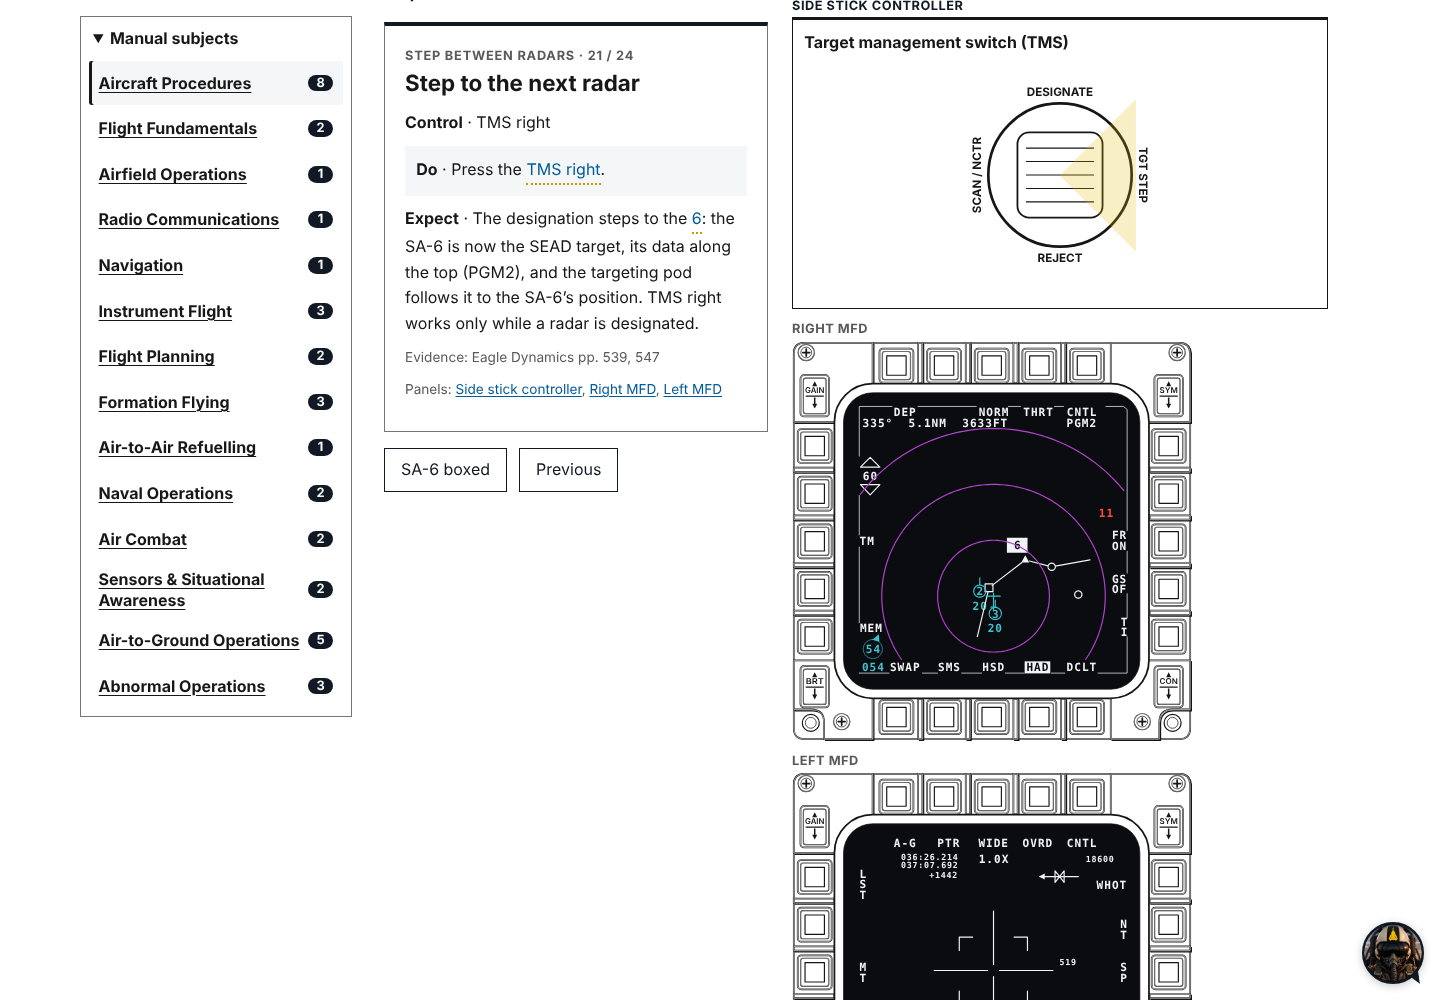 ▼ Manual subjects
Aircraft Procedures 8
Flight Fundamentals 2
Airfield Operations 1
Radio Communications 1
Navigation 1
Instrument Flight 3
Flight Planning 2
Formation Flying 3
Air-to-Air Refuelling 1
Naval Operations 2
Air Combat 2
Sensors & Situational
Awareness 2
Air-to-Ground Operations 5
Abnormal Operations 3
STEP BETWEEN RADARS · 21 / 24
Step to the next radar
Control · TMS right
Do · Press the TMS right.
Expect · The designation steps to the 6: the
SA-6 is now the SEAD target, its data along
the top (PGM2), and the targeting pod
follows it to the SA-6’s position. TMS right
works only while a radar is designated.
Evidence: Eagle Dynamics pp. 539, 547
Panels: Side stick controller, Right MFD, Left MFD
SA-6 boxed
Previous
SIDE STICK CONTROLLER
Target management switch (TMS)
DESIGNATE
SCAN / NCTR
TGT STEP
REJECT
RIGHT MFD
GAIN
SYM
DEP NORM THRT CNTL
335° 5.1NM 3633FT PGM2
60
11
TM
FR
ON
6
GS
OF
2
20
3
20
T
I
MEM
54
054 SWAP SMS HSD HAD DCLT
BRT
CON
LEFT MFD
GAIN
SYM
A-G PTR WIDE OVRD CNTL
036:26.214
037:07.692
+1442
1.0X
18600
L
S
T
WHOT
N
T
519
M
T
S
P